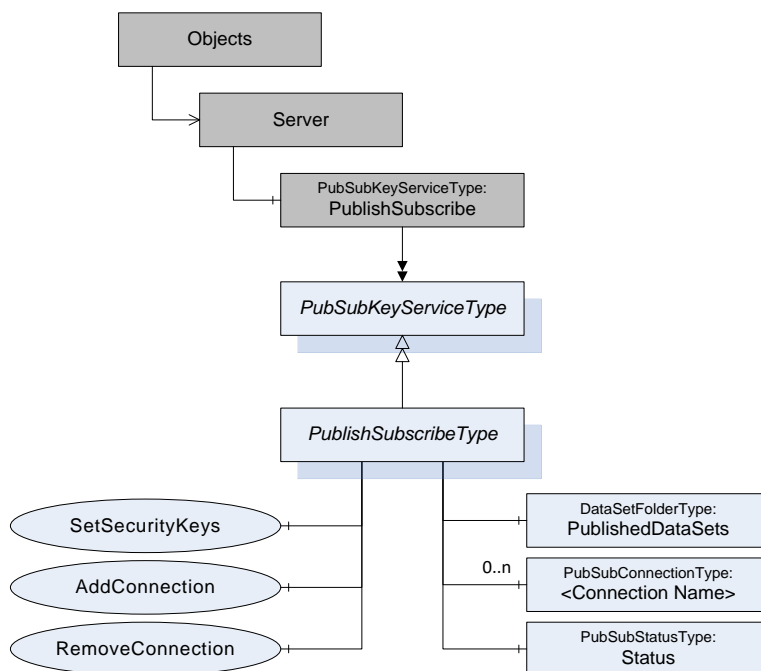 Objects
Server
PubSubKeyServiceType:
PublishSubscribe
PubSubKeyServiceType
PublishSubscribeType
SetSecurityKeys
DataSetFolderType:
PublishedDataSets
AddConnection
0..n
PubSubConnectionType:
<Connection Name>
RemoveConnection
PubSubStatusType:
Status